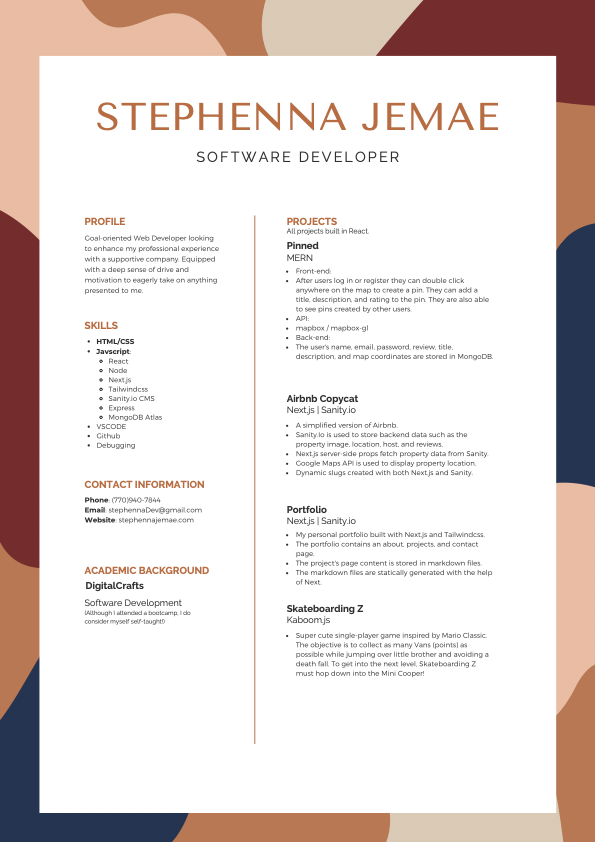 STEPHENNA JEMAE
SOFTWARE DEVELOPER
PROFILE
Goal-oriented Web Developer looking
to enhance my professional experience
with a supportive company. Equipped
with a deep sense of drive and
motivation to eagerly take on anything
presented to me.
SKILLS
• HTML/CSS
• Javscript:
React
Node
Next.js
Tailwindcss
Sanity.io CMS
Express
MongoDB Atlas
• VSCODE
• Github
• Debugging
CONTACT INFORMATION
Phone: (770)940-7844
Email: stephennaDev@gmail.com
Website: stephennajemae.com
ACADEMIC BACKGROUND
DigitalCrafts
Software Development
(Although I attended a bootcamp, I do
consider myself self-taught!)
PROJECTS
All projects built in React.
Pinned
MERN
• Front-end:
• After users log in or register they can double click
anywhere on the map to create a pin. They can add a
title, description, and rating to the pin. They are also able
to see pins created by other users.
• API:
• mapbox / mapbox-gl
• Back-end:
• The user's name, email, password, review, title,
description, and map coordinates are stored in MongoDB.
Airbnb Copycat
Next.js | Sanity.io
• A simplified version of Airbnb.
• Sanity.io is used to store backend data such as the
property image, location, host, and reviews.
• Next.js server-side props fetch property data from Sanity.
• Google Maps API is used to display property location.
• Dynamic slugs created with both Next.js and Sanity.
Portfolio
Next.js | Sanity.io
• My personal portfolio built with Next.js and Tailwindcss.
• The portfolio contains an about, projects, and contact
page.
• The project's page content is stored in markdown files.
• The markdown files are statically generated with the help
of Next.
Skateboarding Z
Kaboom.js
• Super cute single-player game inspired by Mario Classic.
The objective is to collect as many Vans (points) as
possible while jumping over little brother and avoiding a
death fall. To get into the next level, Skateboarding Z
must hop down into the Mini Cooper!